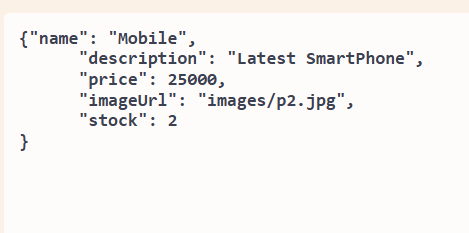 {"name": "Mobile",
"description": "Latest SmartPhone",
"price": 25000,
"imageUrl": "images/p2.jpg",
"stock": 2
}